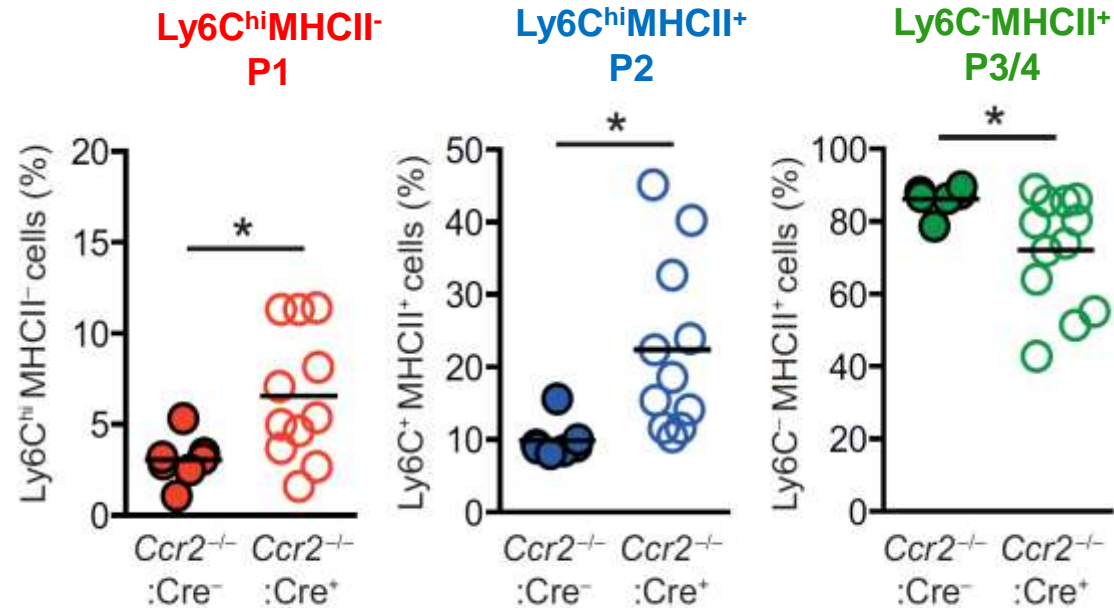 Ly6C^hiMHCII^-
P1
Ly6C^hi MHCII^– cells (%)
20
15
10
5
0
*
Ccr2^–/– Ccr2^–/–
:Cre^– :Cre^+
Ly6C^hiMHCII^+
P2
Ly6C^+ MHCII^+ cells (%)
50
40
30
20
10
0
*
Ccr2^–/– Ccr2^–/–
:Cre^– :Cre^+
Ly6C^-MHCII^+
P3/4
Ly6C^– MHCII^+ cells (%)
100
80
60
40
20
0
*
Ccr2^–/– Ccr2^–/–
:Cre^– :Cre^+